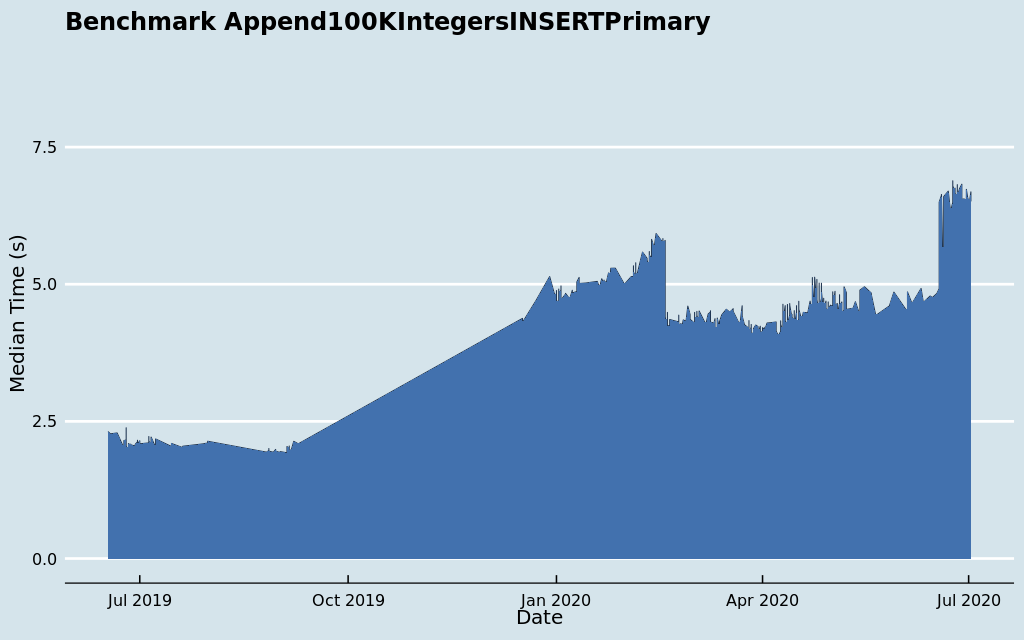 Benchmark Append100KIntegersINSERTPrimary
Median Time (s)
7.5
5.0
2.5
0.0
Jul 2019 Oct 2019 Jan 2020 Apr 2020 Jul 2020
Date